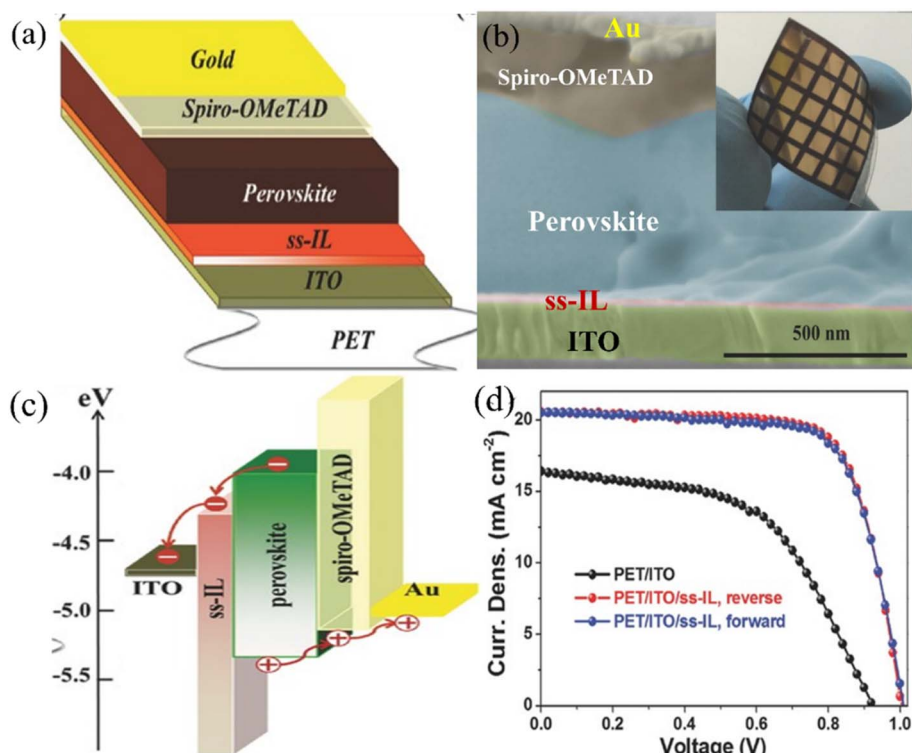 (a)
Gold
Spiro-OMeTAD
Perovskite
ss-IL
ITO
PET
(b)
Au
Spiro-OMeTAD
Perovskite
ss-IL
ITO
500 nm
(c)
eV
-4.0
-4.5
-5.0
-5.5
ITO
ss-IL
perovskite
spiro-OMeTAD
Au
(d)
Curr. Dens. (mA cm-2)
20
15
10
5
0
PET/ITO
PET/ITO/ss-IL, reverse
PET/ITO/ss-IL, forward
0.0 0.2 0.4 0.6 0.8 1.0
Voltage (V)